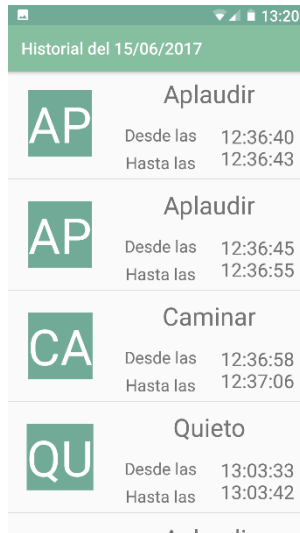 13:20
Historial del 15/06/2017
AP
Aplaudir
Desde las 12:36:40
Hasta las 12:36:43
AP
Aplaudir
Desde las 12:36:45
Hasta las 12:36:55
CA
Caminar
Desde las 12:36:58
Hasta las 12:37:06
QU
Quieto
Desde las 13:03:33
Hasta las 13:03:42